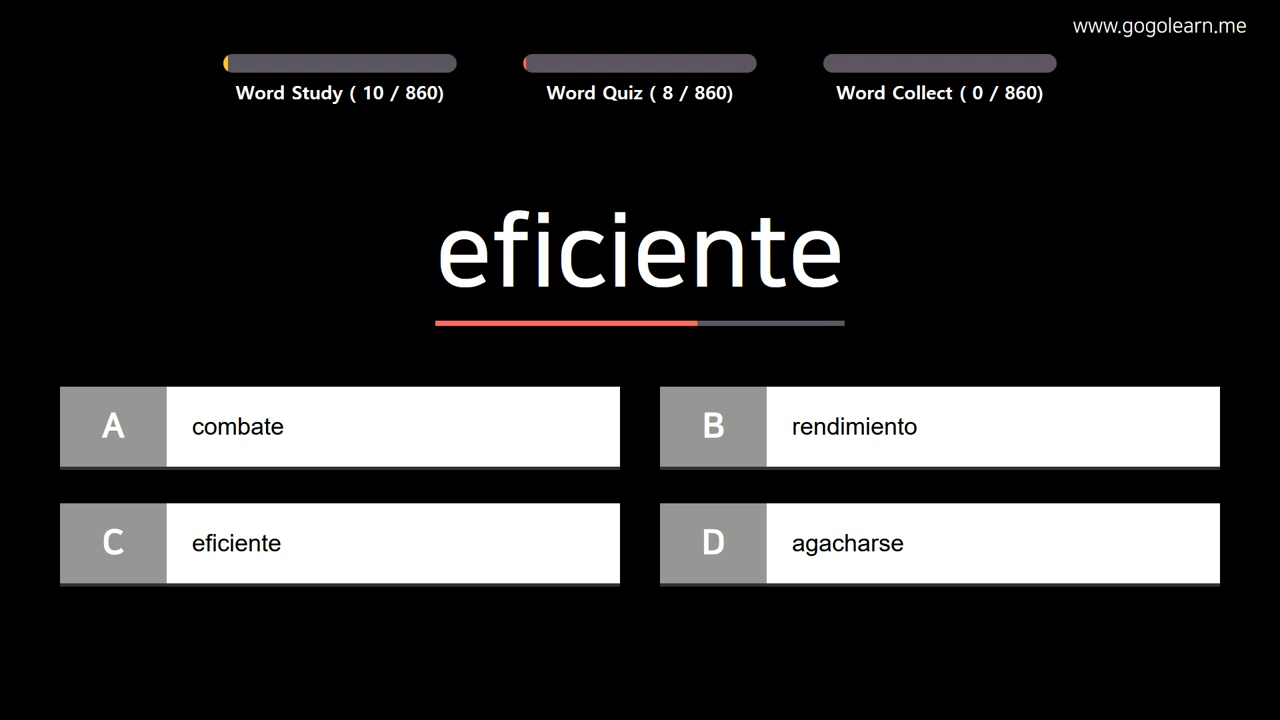 www.gogolearn.me
Word Study ( 10 / 860)
Word Quiz ( 8 / 860)
Word Collect ( 0 / 860)
eficiente
A combate
B rendimiento
C eficiente
D agacharse